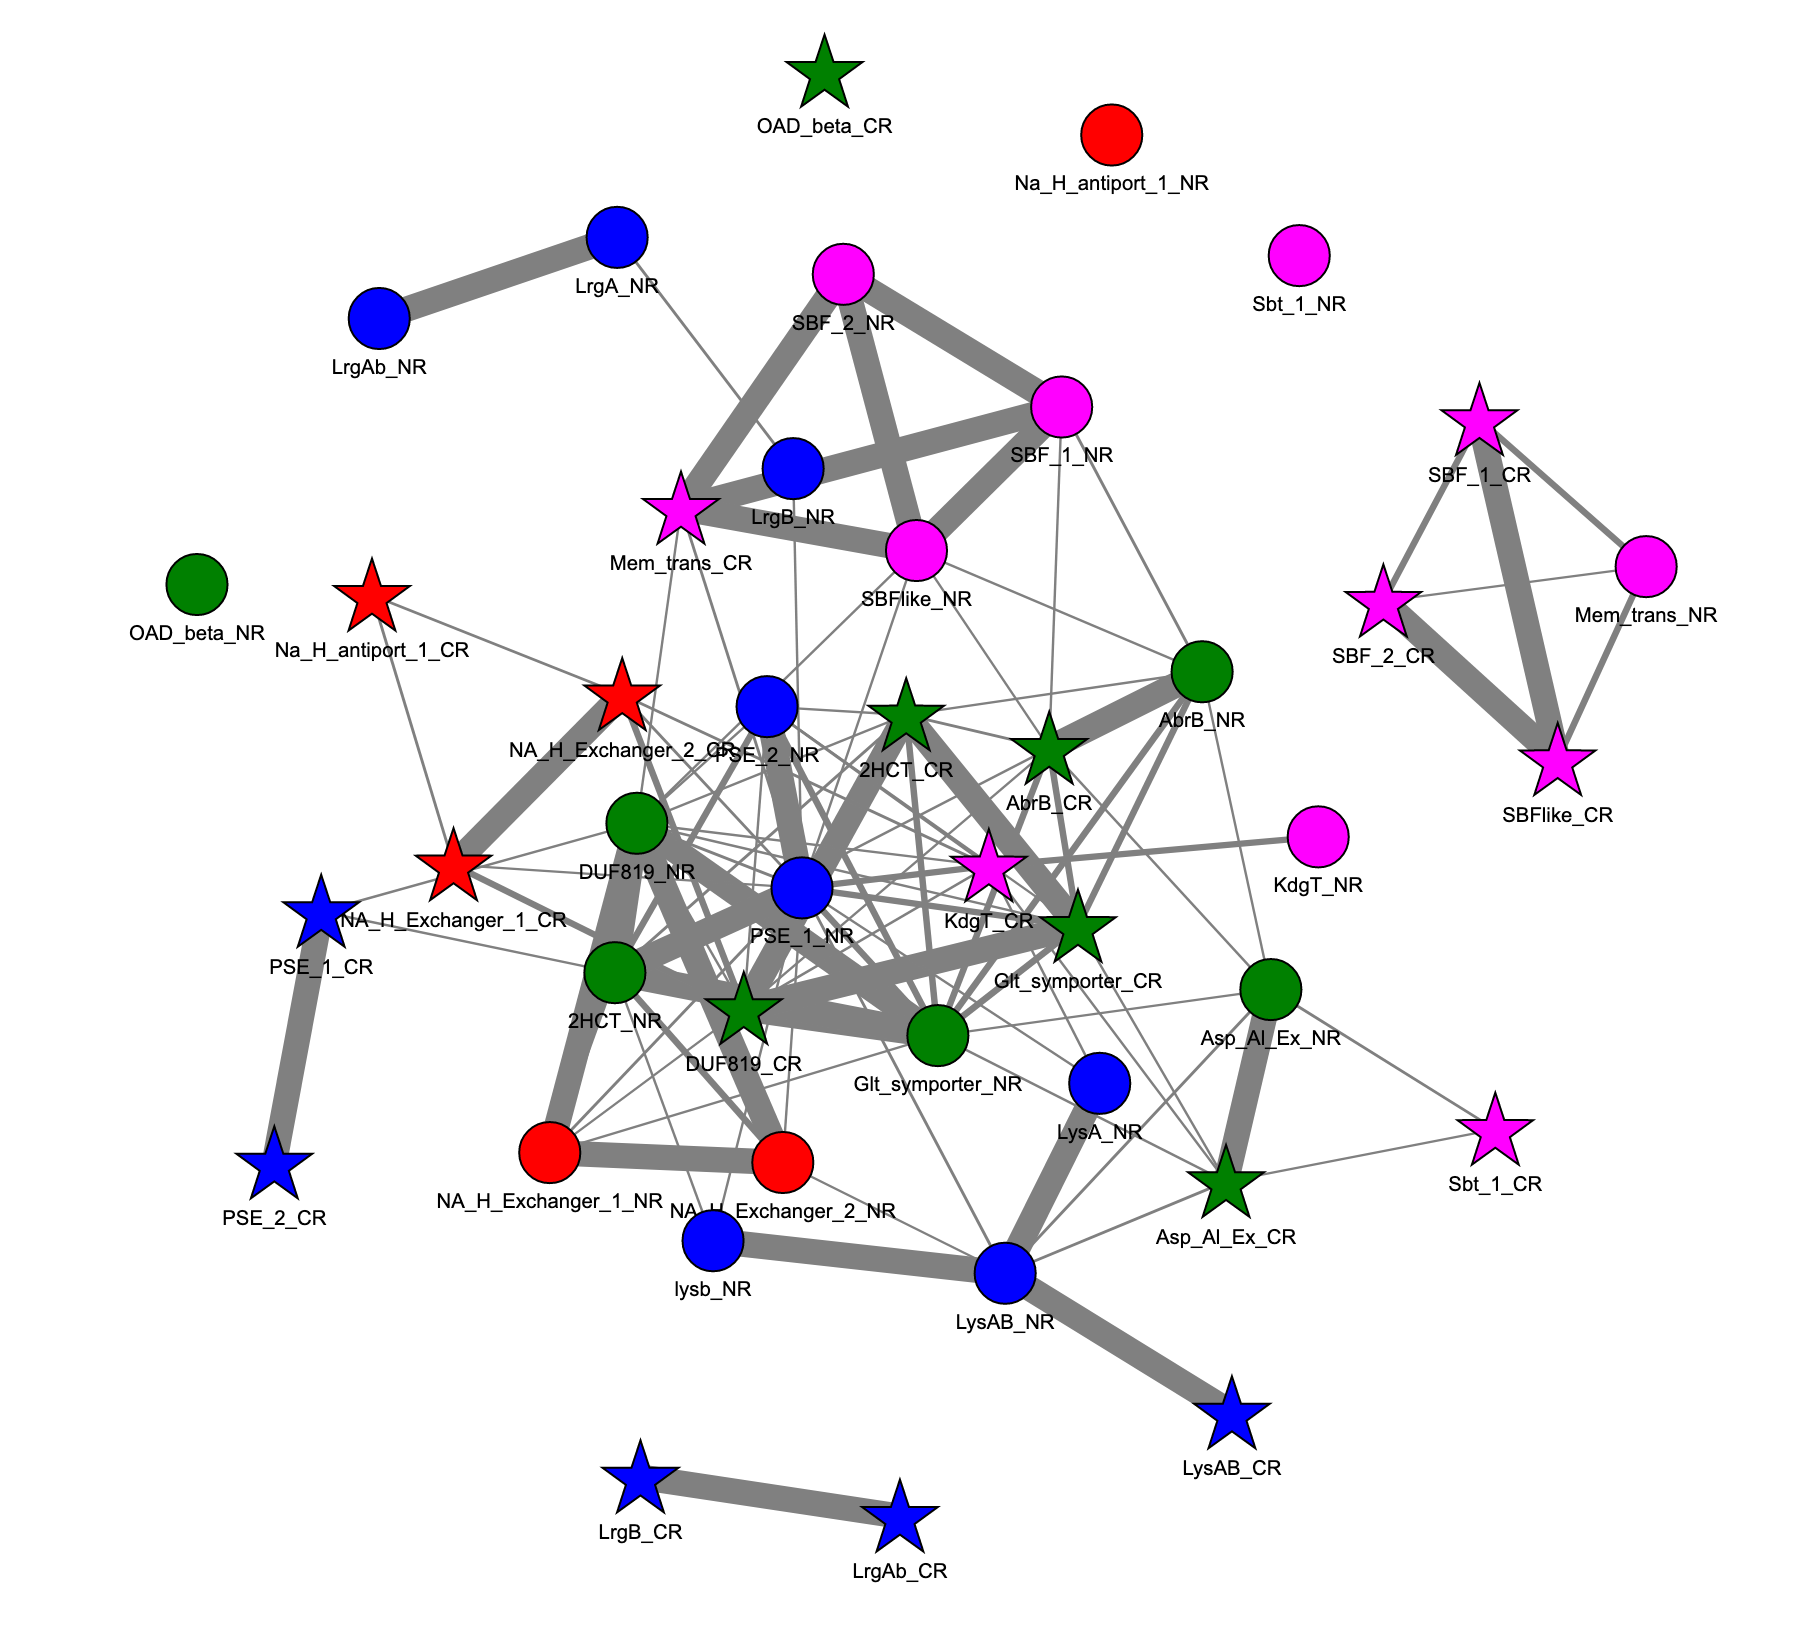 OAD_beta_CR
Na_H_antiport_1_NR
LrgA_NR
Sbt_1_NR
SBF_2_NR
LrgAb_NR
SBF_1_NR
SBF_1_CR
LrgB_NR
Mem_trans_CR
SBFlike_NR
Mem_trans_NR
OAD_beta_NR
Na_H_antiport_1_CR
SBF_2_CR
AbrB_NR
NA_H_Exchanger_2_CR
PSE_2_NR
2HCT_CR
AbrB_CR
SBFlike_CR
DUF819_NR
KdgT_NR
NA_H_Exchanger_1_CR
KdgT_CR
PSE_1_NR
PSE_1_CR
Glt_symporter_CR
2HCT_NR
Asp_Al_Ex_NR
DUF819_CR
Glt_symporter_NR
LysA_NR
Sbt_1_CR
NA_H_Exchanger_1_NR
NA_H_Exchanger_2_NR
PSE_2_CR
Asp_Al_Ex_CR
lysb_NR
LysAB_NR
LysAB_CR
LrgB_CR
LrgAb_CR